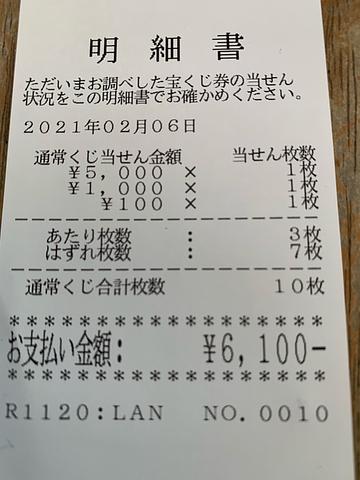 明細書
ただいまお調べした宝くじ券の当せん
状況をこの明細書でお確かめください。
2021年02月06日
通常くじ当せん金額 当せん枚数
¥5,000 × 1枚
¥1,000 × 1枚
¥100 × 1枚
あたり枚数 : 3枚
はずれ枚数 : 7枚
通常くじ合計枚数 10枚
* * * * * * * * * * * * * * * * * * * *
お支払い金額: ¥6,100-
* * * * * * * * * * * * * * * * * * * *
R1120:LAN NO.0010